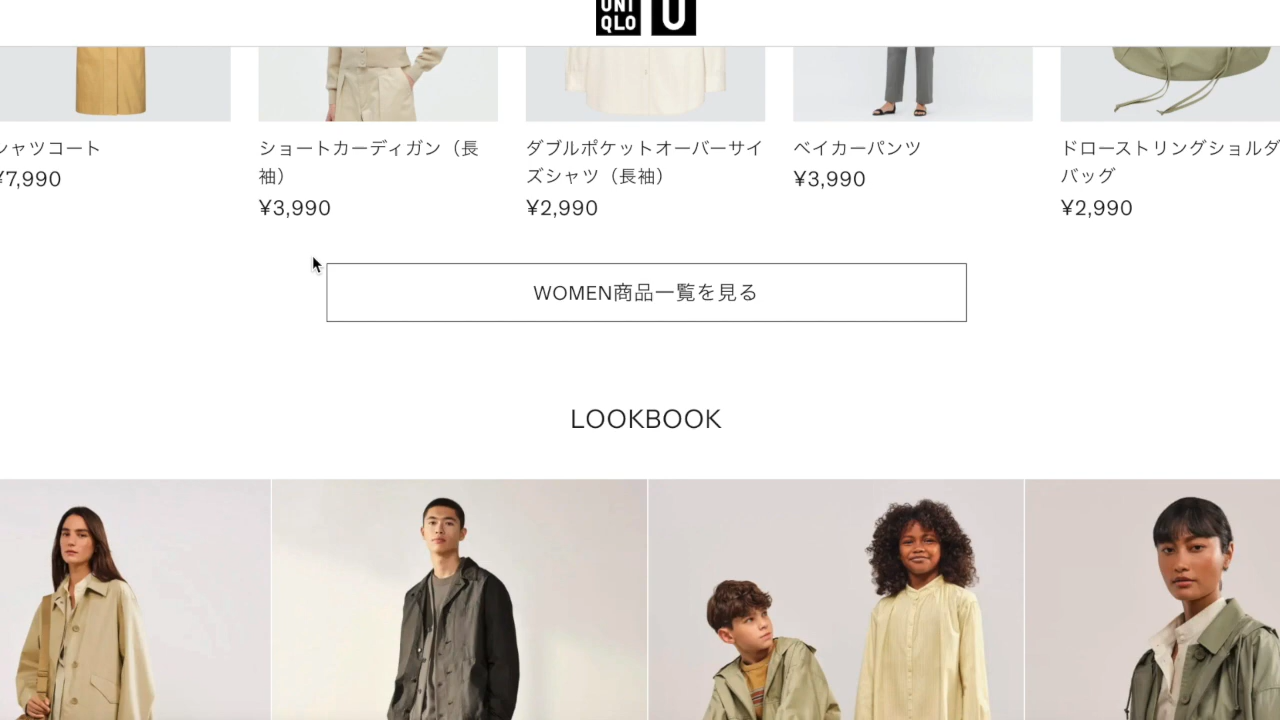 UNI
QLO U
シャツコート
¥7,990
ショートカーディガン（長
袖）
¥3,990
ダブルポケットオーバーサイ
ズシャツ（長袖）
¥2,990
ベイカーパンツ
¥3,990
ドローストリングショルダ
バッグ
¥2,990
WOMEN商品一覧を見る
LOOKBOOK